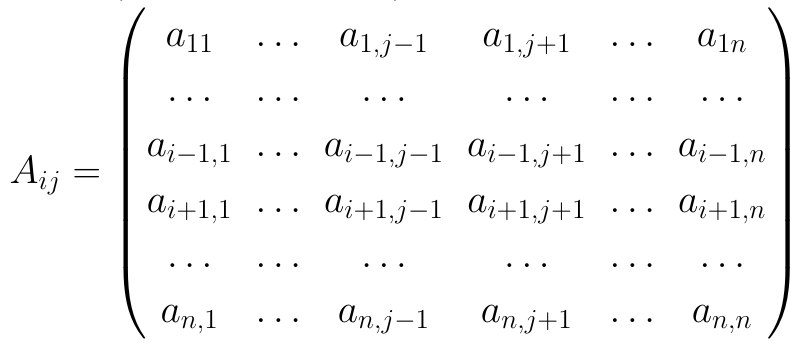 a_{11} … a_{1,j−1} a_{1,j+1} … a_{1n}
… … … … … …
a_{i−1,1} … a_{i−1,j−1} a_{i−1,j+1} … a_{i−1,n}
A_{ij} =
a_{i+1,1} … a_{i+1,j−1} a_{i+1,j+1} … a_{i+1,n}
… … … … … …
a_{n,1} … a_{n,j−1} a_{n,j+1} … a_{n,n}